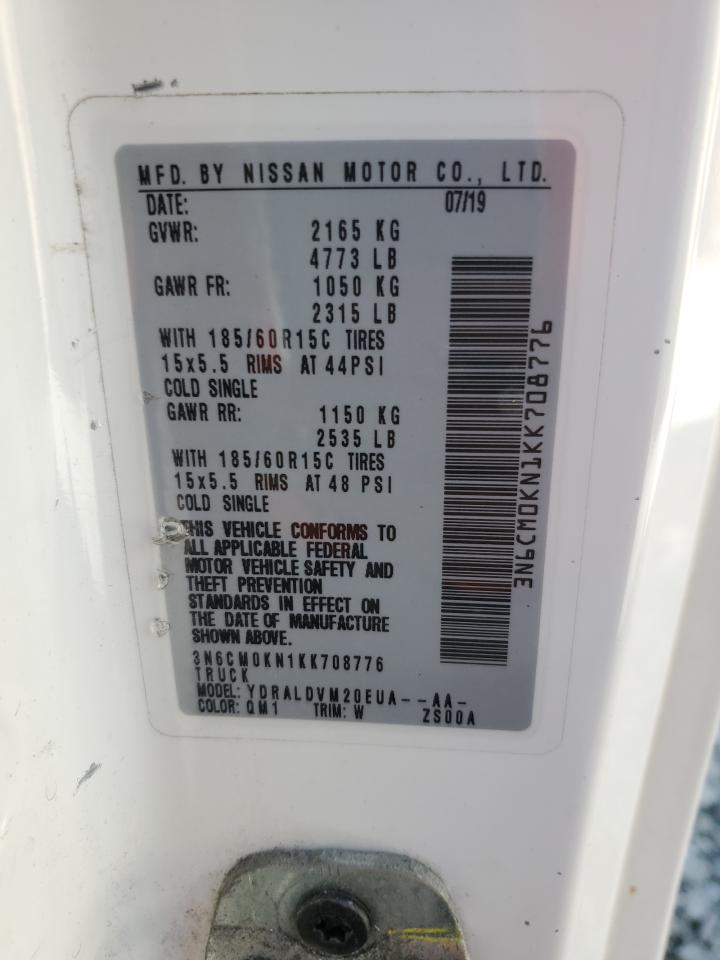 MFD. BY NISSAN MOTOR CO., LTD.
DATE: 07/19
GVWR: 2165 KG
4773 LB
GAWR FR: 1050 KG
2315 LB
WITH 185/60R15C TIRES
15x5.5 RIMS AT 44PSI
COLD SINGLE
GAWR RR: 1150 KG
2535 LB
WITH 185/60R15C TIRES
15x5.5 RIMS AT 48 PSI
COLD SINGLE
THIS VEHICLE CONFORMS TO
ALL APPLICABLE FEDERAL
MOTOR VEHICLE SAFETY AND
THEFT PREVENTION
STANDARDS IN EFFECT ON
THE DATE OF MANUFACTURE
SHOWN ABOVE.
3N6CM0KN1KK708776
TRUCK
MODEL: YDRALDVM20EUA--AA-
COLOR: QM1 TRIM: W ZS00A
3N6CM0KN1KK708776